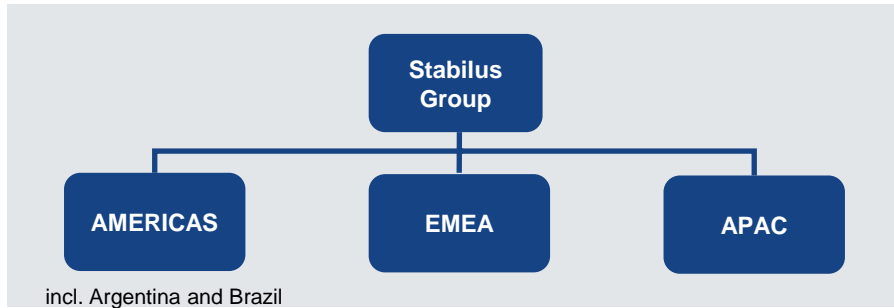 Stabilus
Group
AMERICAS
EMEA
APAC
incl. Argentina and Brazil